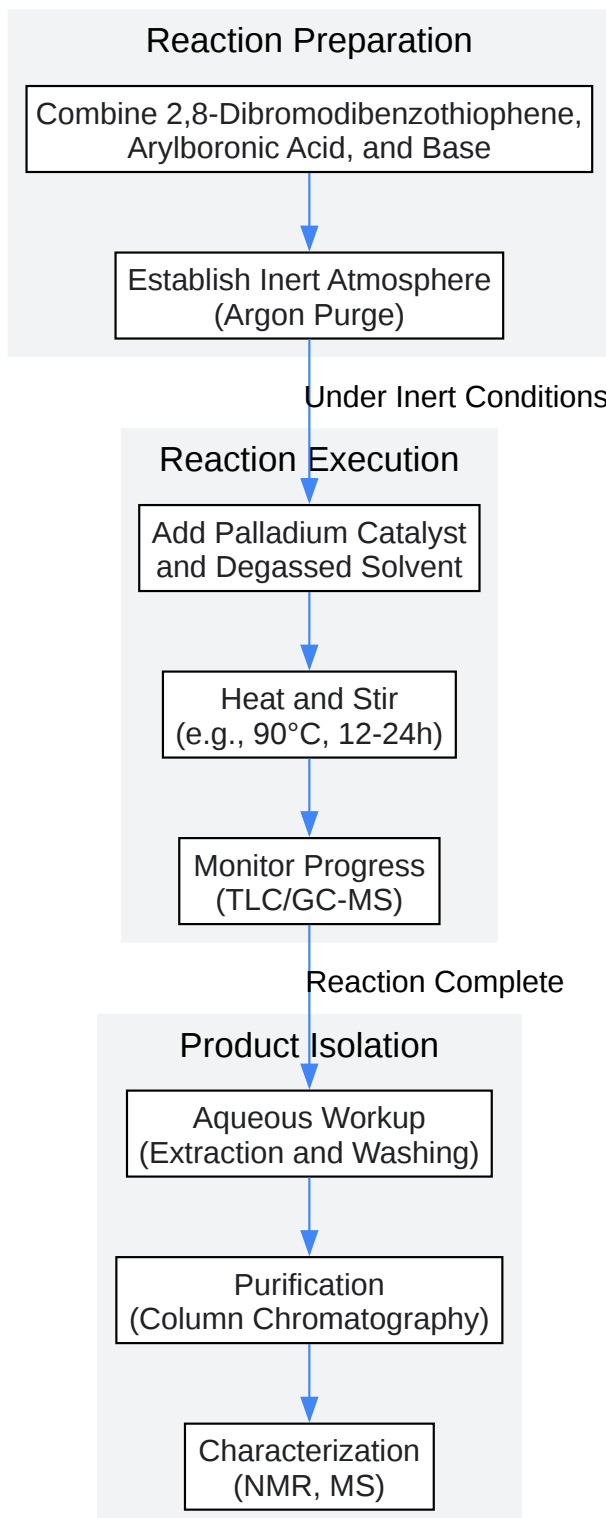 Reaction Preparation
Combine 2,8-Dibromodibenzothiophene,
Arylboronic Acid, and Base
Establish Inert Atmosphere
(Argon Purge)
Under Inert Conditions
Reaction Execution
Add Palladium Catalyst
and Degassed Solvent
Heat and Stir
(e.g., 90°C, 12-24h)
Monitor Progress
(TLC/GC-MS)
Reaction Complete
Product Isolation
Aqueous Workup
(Extraction and Washing)
Purification
(Column Chromatography)
Characterization
(NMR, MS)